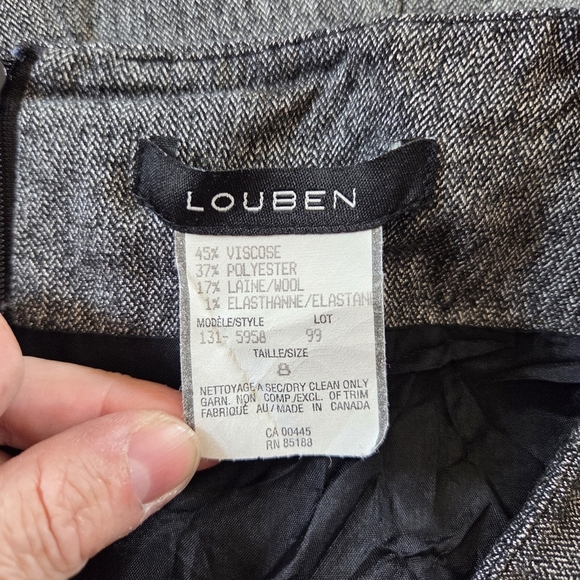 LOUBEN
45% VISCOSE
37% POLYESTER
17% LAINE/WOOL
1% ELASTHANNE/ELASTAN
MODÈLE/STYLE LOT
131- 5958 99
TAILLE/SIZE
8
NETTOYAGE A SEC/DRY CLEAN ONLY
GARN. NON COMP./EXCL. OF TRIM
FABRIQUÉ AU/MADE IN CANADA
CA 00445
RN 85188